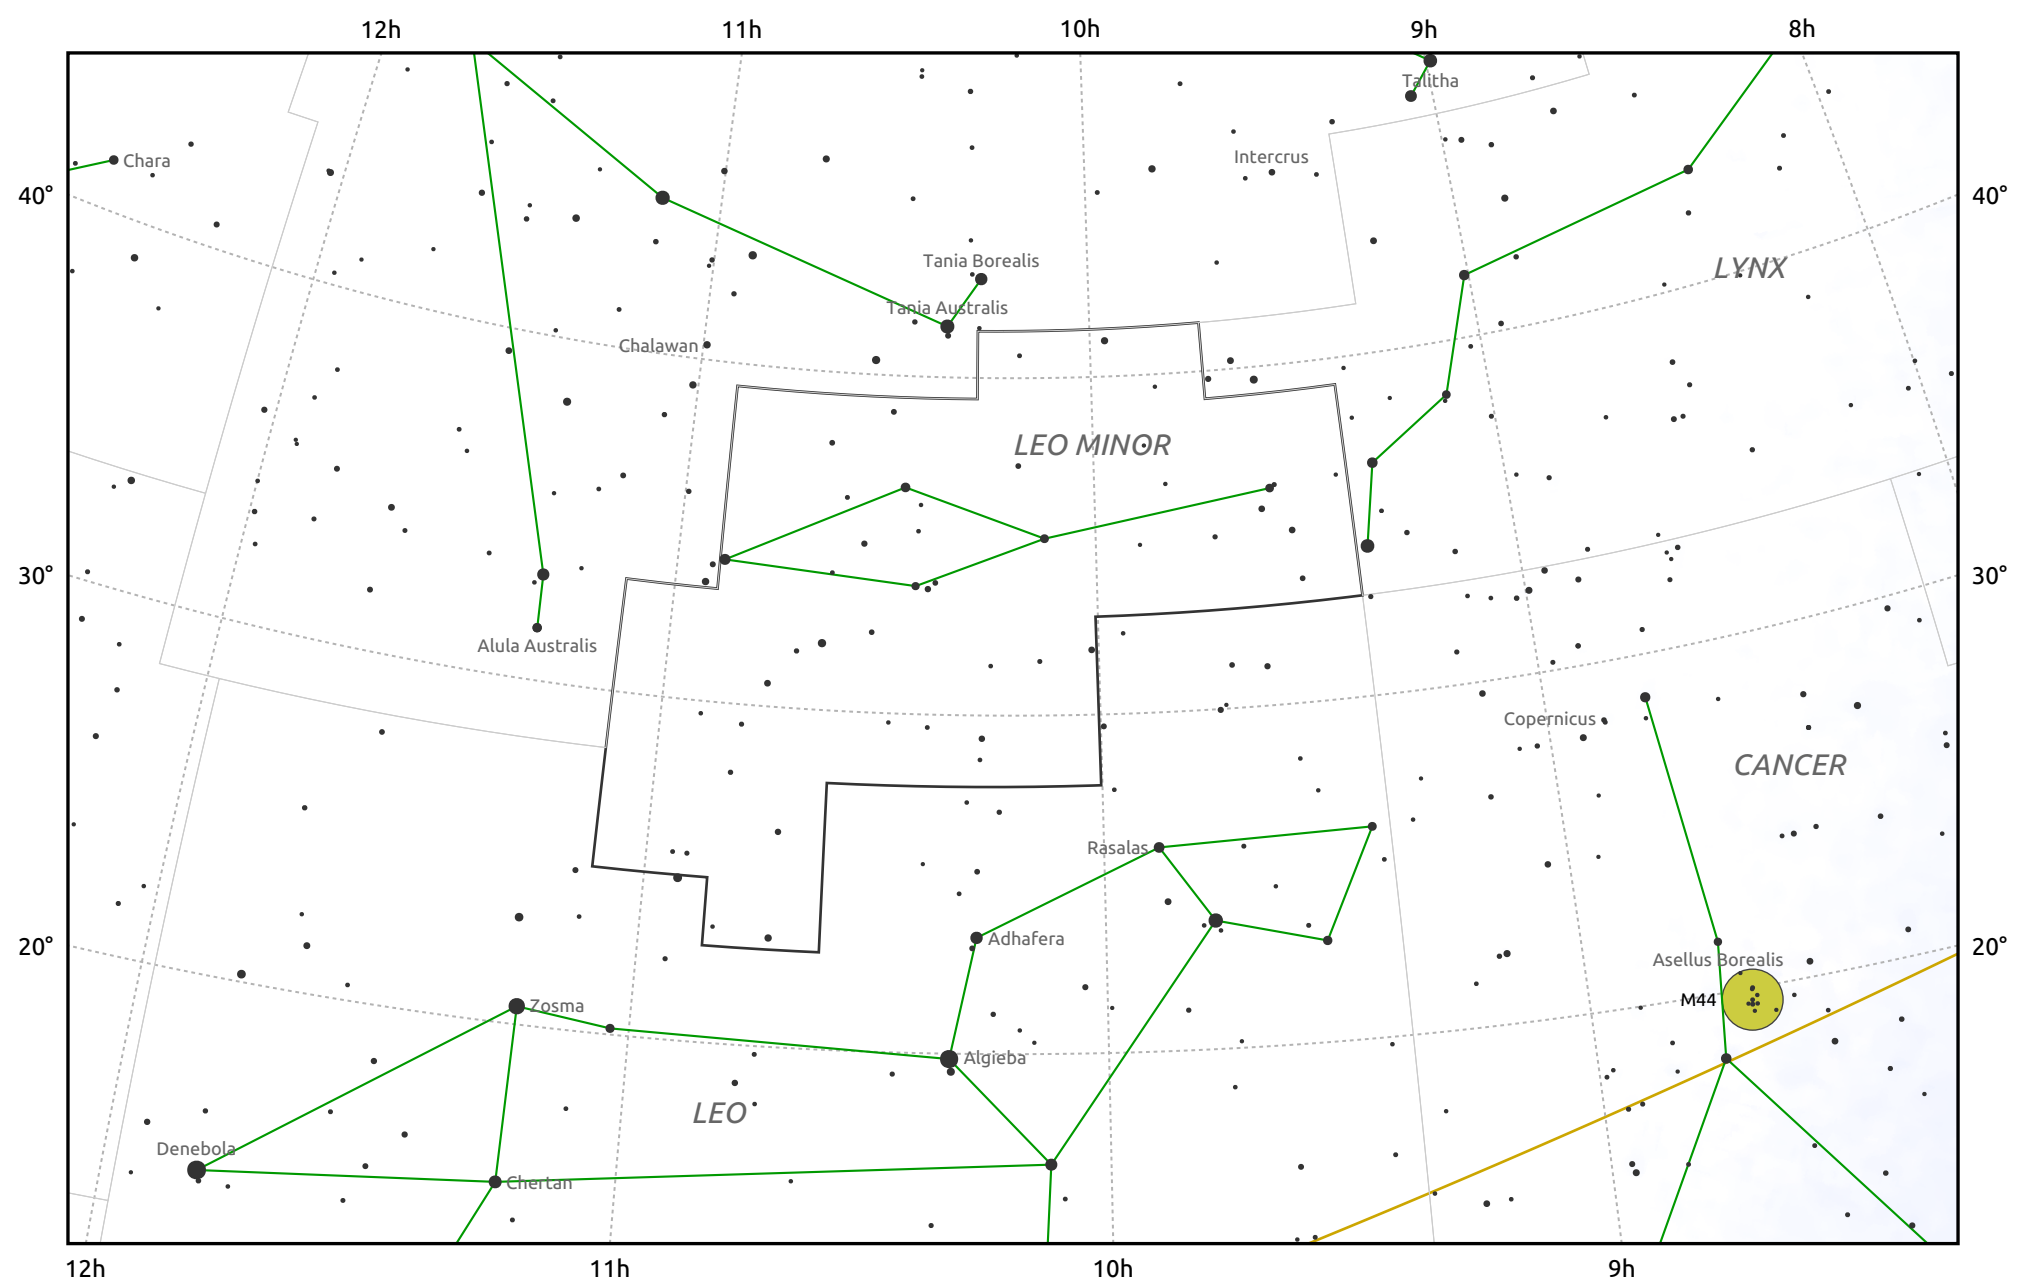 12h 11h 10h 9h 8h
Talitha
Chara
Intercrus
40° 40°
Tania Borealis
LYNX
Tania Australis
Chalawan
LEO MINOR
30° 30°
Alula Australis
Copernicus
CANCER
Rasalas
Adhafera
20° 20°
Asellus Borealis
M44
Zosma
Algieba
LEO
Denebola
Chertan
12h 11h 10h 9h